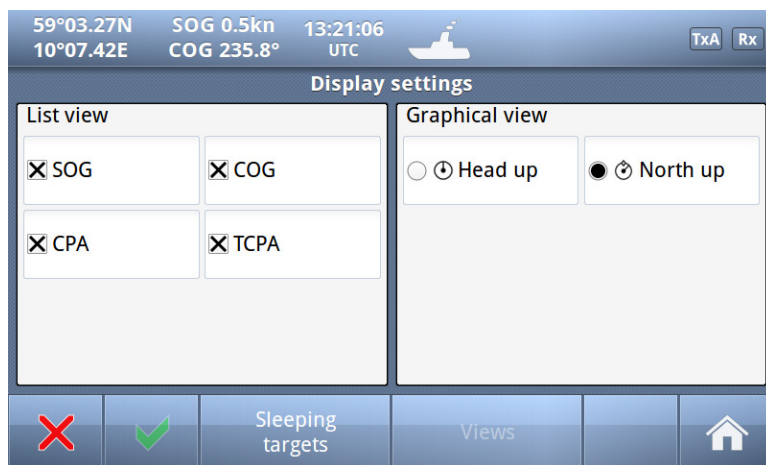 59°03.27N SOG 0.5kn 13:21:06
10°07.42E COG 235.8° UTC
TxA Rx
Display settings
List view
SOG COG
CPA TCPA
Graphical view
Head up North up
Sleeping
targets
Views